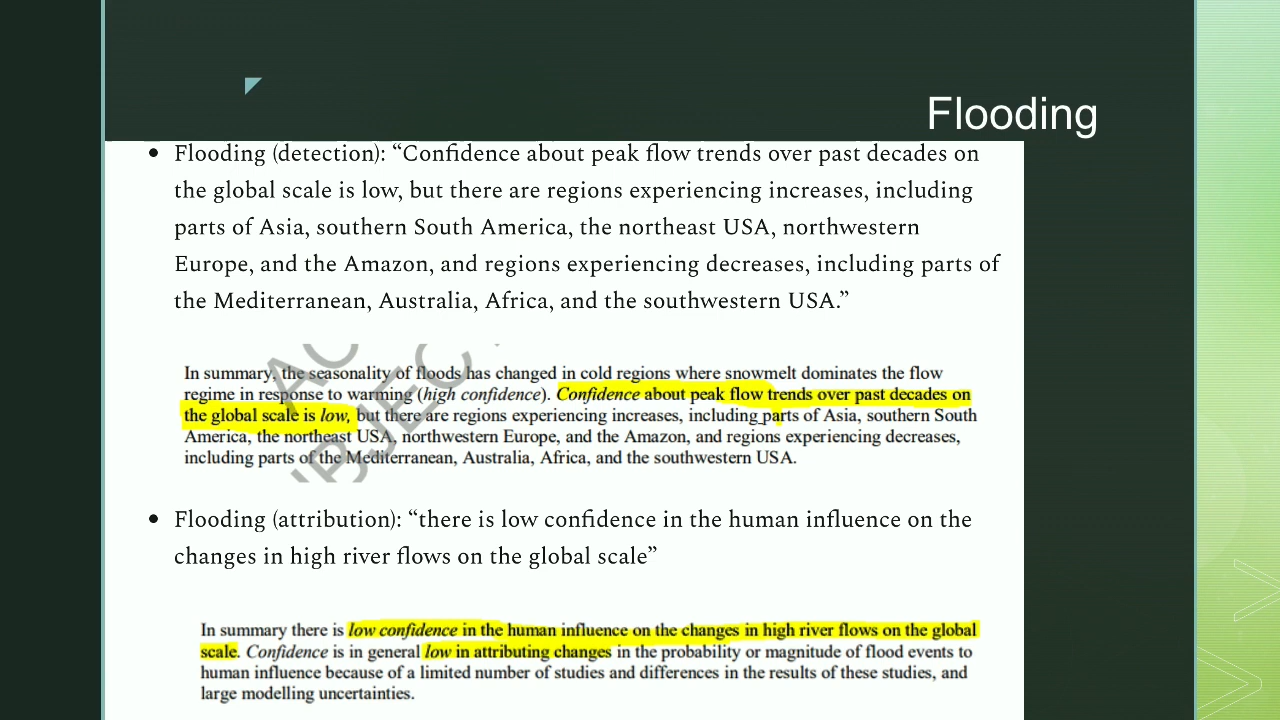 Flooding
• Flooding (detection): “Confidence about peak flow trends over past decades on
the global scale is low, but there are regions experiencing increases, including
parts of Asia, southern South America, the northeast USA, northwestern
Europe, and the Amazon, and regions experiencing decreases, including parts of
the Mediterranean, Australia, Africa, and the southwestern USA.”
In summary, the seasonality of floods has changed in cold regions where snowmelt dominates the flow
regime in response to warming (high confidence). Confidence about peak flow trends over past decades on
the global scale is low, but there are regions experiencing increases, including parts of Asia, southern South
America, the northeast USA, northwestern Europe, and the Amazon, and regions experiencing decreases,
including parts of the Mediterranean, Australia, Africa, and the southwestern USA.
• Flooding (attribution): “there is low confidence in the human influence on the
changes in high river flows on the global scale”
In summary there is low confidence in the human influence on the changes in high river flows on the global
scale. Confidence is in general low in attributing changes in the probability or magnitude of flood events to
human influence because of a limited number of studies and differences in the results of these studies, and
large modelling uncertainties.